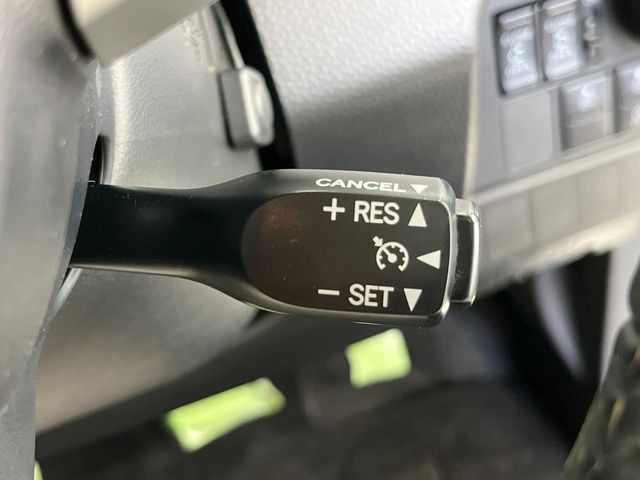 CANCEL ▼
+ RES ▲
◀
− SET ▼